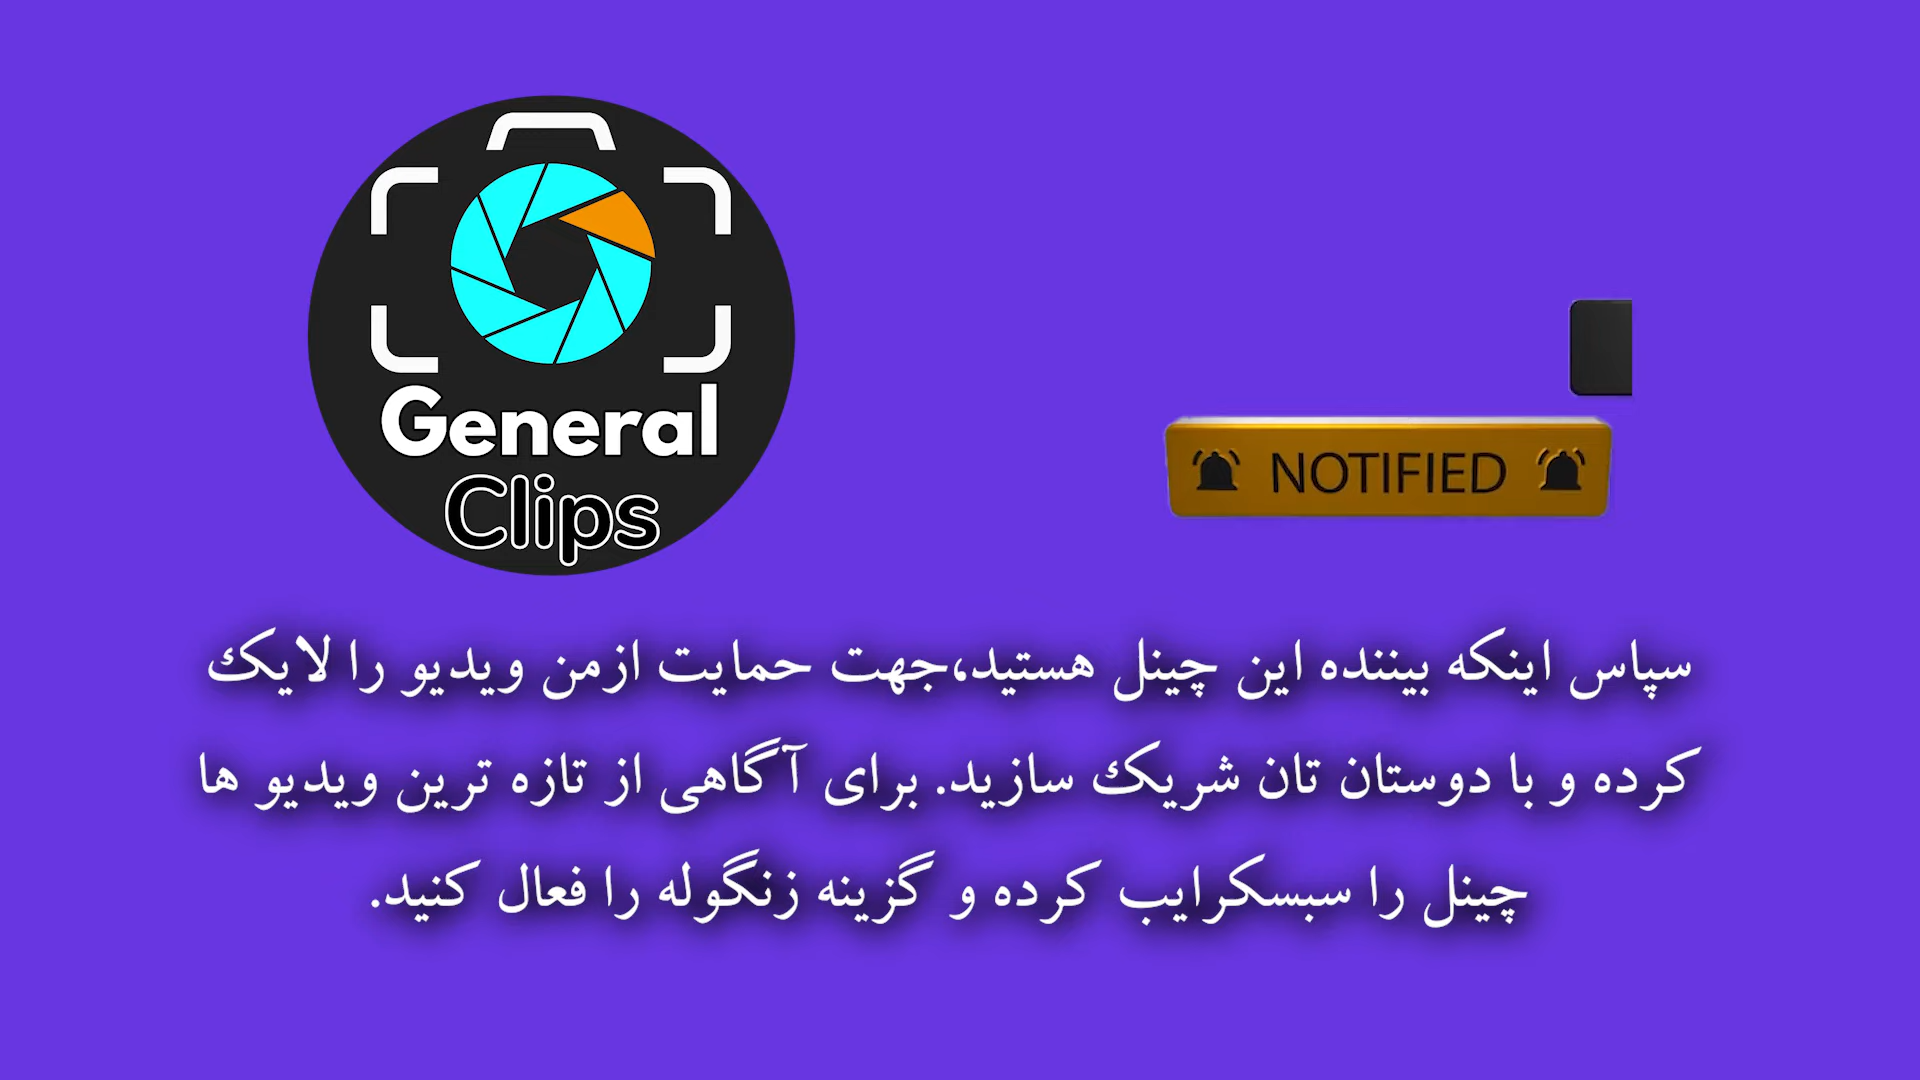 General
Clips
NOTIFIED
سپاس اینکه بیننده این چینل هستید،جهت حمایت ازمن ویدیو را لایک
کرده و با دوستان تان شریک سازید. برای آگاهی از تازه ترین ویدیو ها
چینل را سبسکرایب کرده و گزینه زنگوله را فعال کنید.